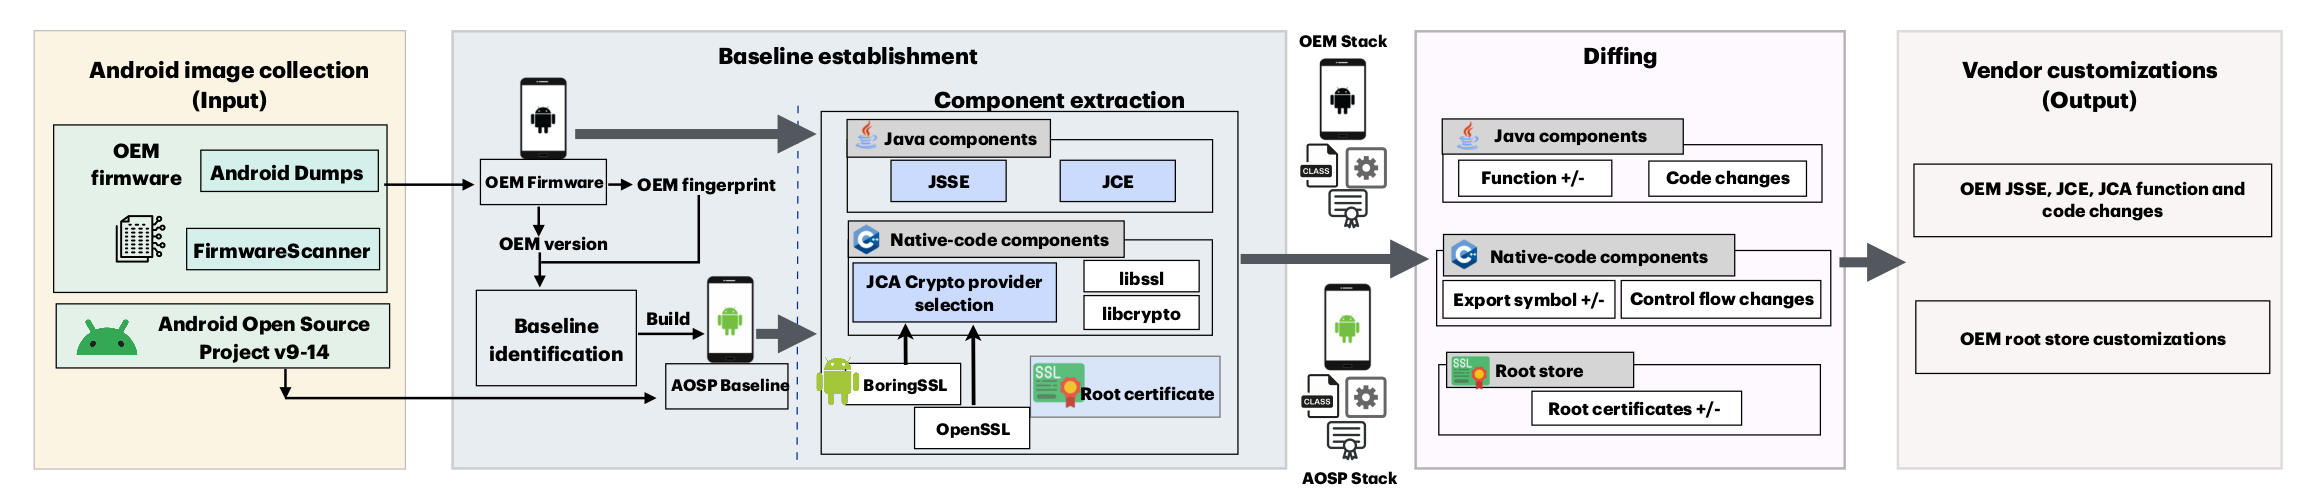 Android image collection
(Input)
OEM
firmware
Android Dumps
FirmwareScanner
Android Open Source
Project v9-14
Baseline establishment
OEM Firmware
OEM fingerprint
OEM version
Baseline
identification
Build
AOSP Baseline
Component extraction
Java components
JSSE
JCE
Native-code components
JCA Crypto provider
selection
libssl
libcrypto
BoringSSL
OpenSSL
SSL
Root certificate
OEM Stack
CLASS
CLASS
AOSP Stack
Diffing
Java components
Function +/-
Code changes
Native-code components
Export symbol +/-
Control flow changes
SSL
Root store
Root certificates +/-
Vendor customizations
(Output)
OEM JSSE, JCE, JCA function and
code changes
OEM root store customizations